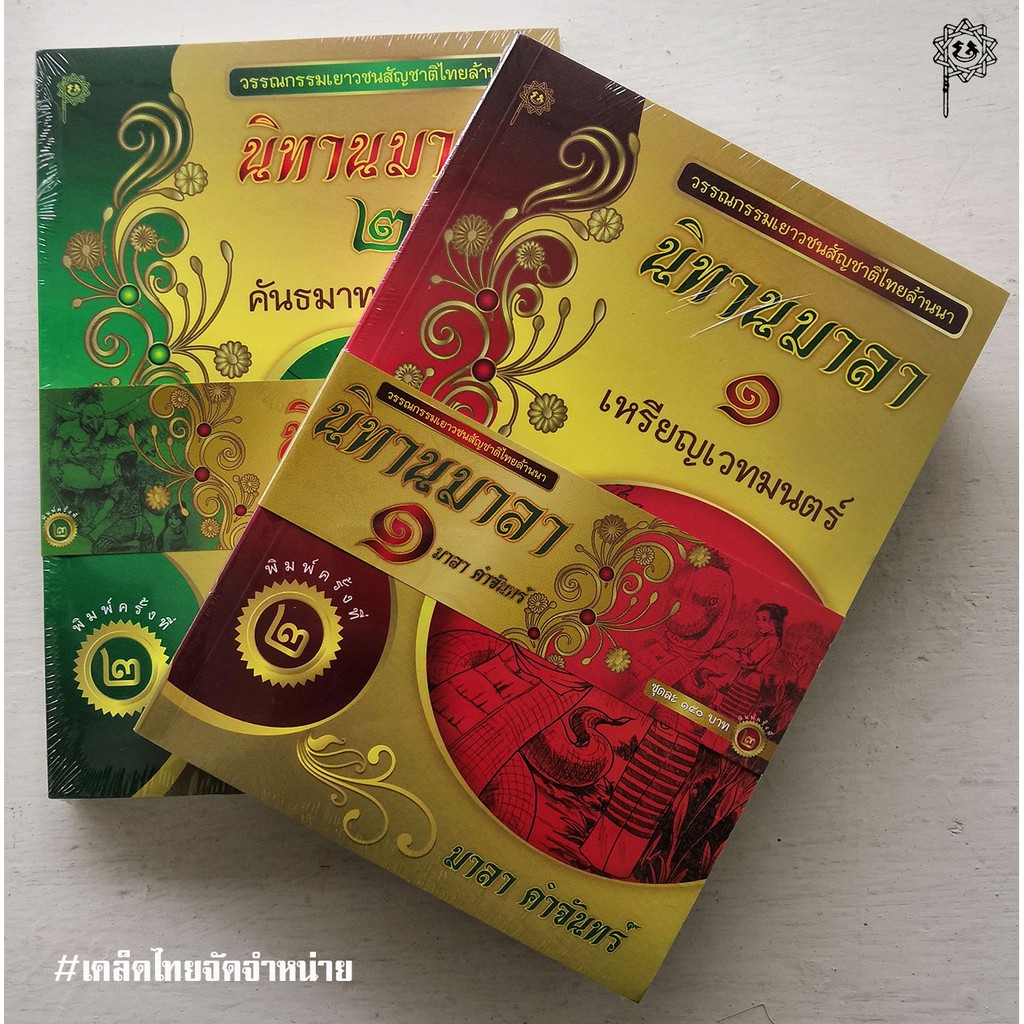 วรรณกรรมเยาวชนสัญชาติไทยล้าน
นิทานมา
๒
คันธมาท
พิมพ์ครั้งที่
๒
วรรณกรรมเยาวชนสัญชาติไทยล้านนา
นิทานมาลา
๑
เหรียญเวทมนตร์
วรรณกรรมเยาวชนสัญชาติไทยล้านนา
นิทานมาลา
๑
มาลา คำจันทร์
พิมพ์ครั้งที่
๒
ชุดละ ๑๕๐ บาท
พิมพ์ครั้งที่
๓
มาลา คำจันทร์
#เคล็ดไทยจัดจำหน่าย